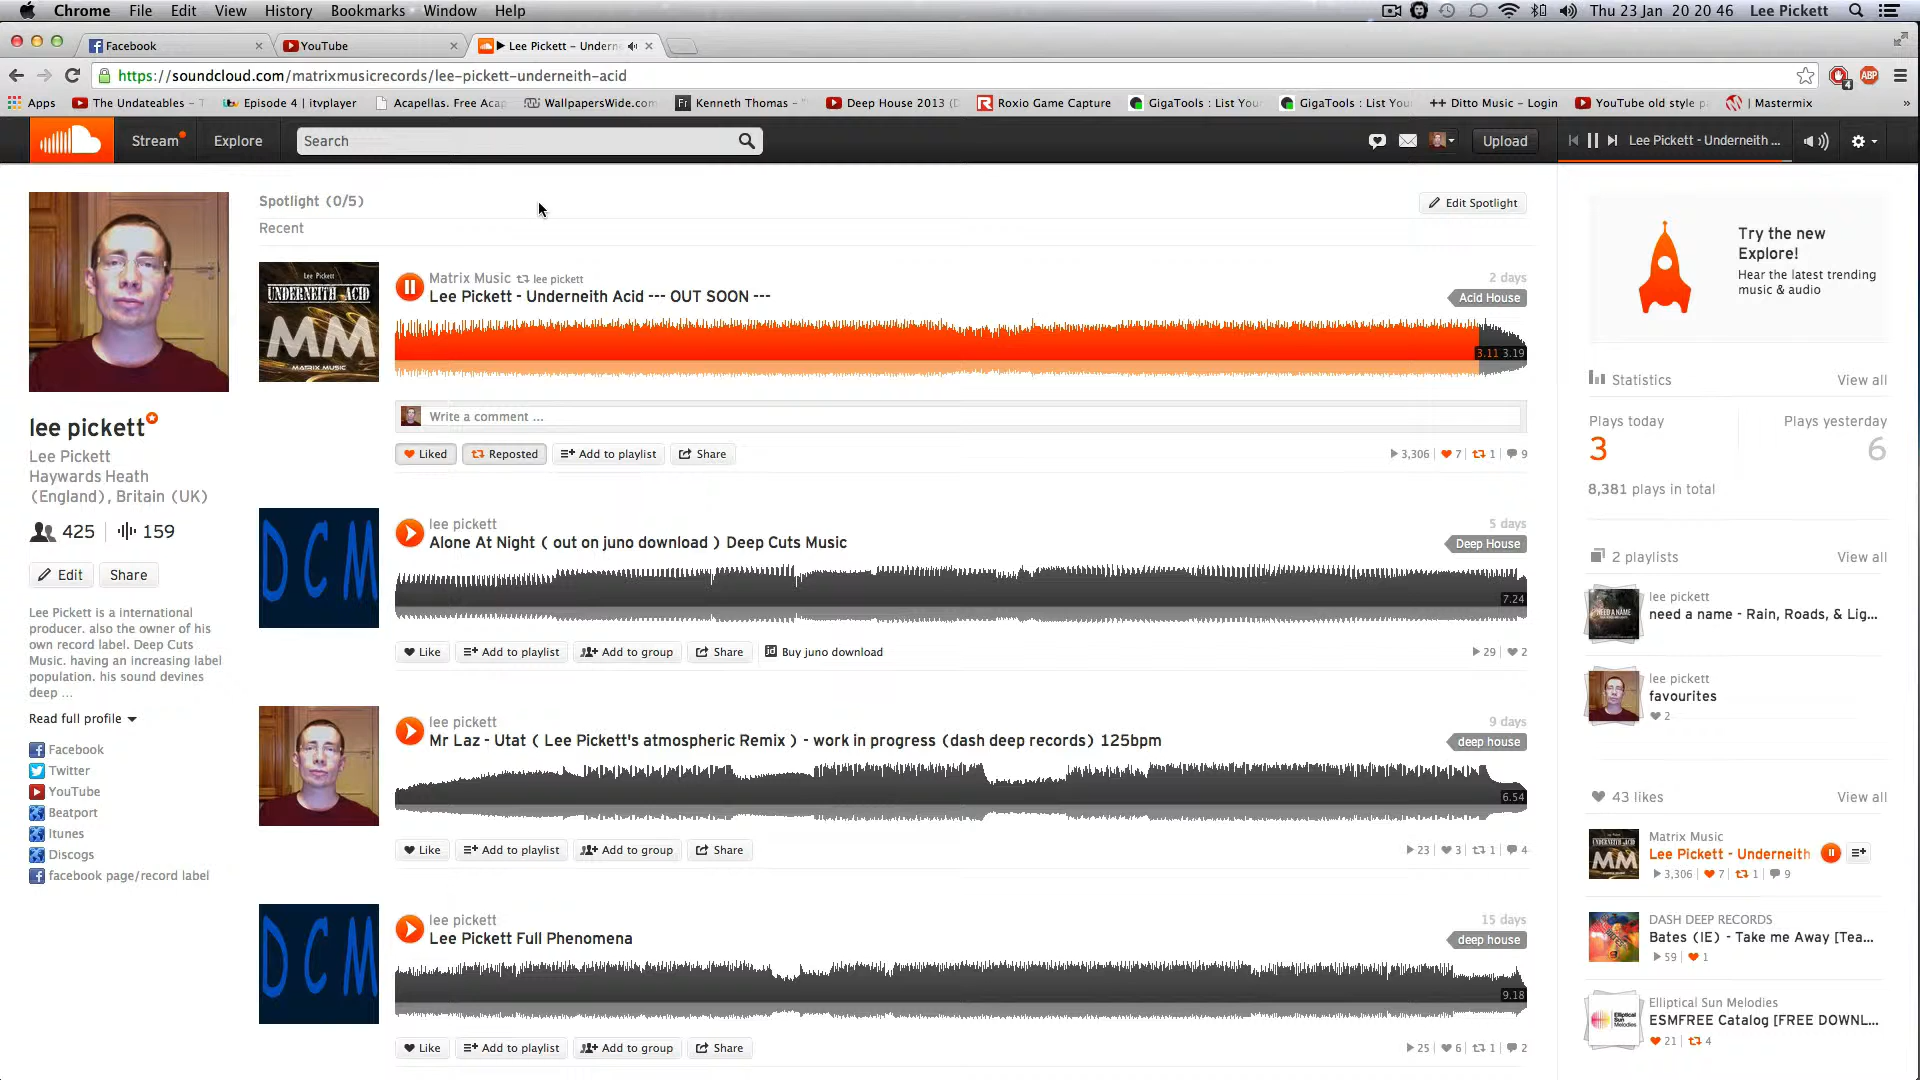 Chrome File Edit View History Bookmarks Window Help Thu 23 Jan 20 20 46 Lee Pickett
Facebook YouTube Lee Pickett – Undern
https://soundcloud.com/matrixmusicrecords/lee-pickett-underneith-acid
Apps The Undateables - Episode 4 | itvplayer Acapellas. Free Acap WallpapersWide.com Kenneth Thomas - " Deep House 2013 (D Roxio Game Capture GigaTools : List Your GigaTools : List Your ++ Ditto Music - Login YouTube old style p | Mastermix »
Stream Explore Search Upload Lee Pickett - Underneith ...
Spotlight (0/5) Edit Spotlight
Recent
Lee Pickett
UNDERNEITH ACID
MM
MATRIX MUSIC
Matrix Music lee pickett 2 days
Lee Pickett - Underneith Acid --- OUT SOON --- Acid House
3.11 3.19
Write a comment ...
Liked Reposted Add to playlist Share 3,306 7 1 9
lee pickett
Lee Pickett
Haywards Heath
(England), Britain (UK)
425 159
Edit Share
Lee Pickett is a international
producer. also the owner of his
own record label. Deep Cuts
Music. having an increasing label
population. his sound devines
deep ...
Read full profile
Facebook
Twitter
YouTube
Beatport
Itunes
Discogs
facebook page/record label
DCM
lee pickett 5 days
Alone At Night ( out on juno download ) Deep Cuts Music Deep House
7.24
Like Add to playlist Add to group Share Buy juno download 29 2
lee pickett 9 days
Mr Laz - Utat ( Lee Pickett's atmospheric Remix ) - work in progress (dash deep records) 125bpm deep house
6.54
Like Add to playlist Add to group Share 23 3 1 4
DCM
lee pickett 15 days
Lee Pickett Full Phenomena deep house
9.18
Like Add to playlist Add to group Share 25 6 1 2
Try the new
Explore!
Hear the latest trending
music & audio
Statistics View all
Plays today Plays yesterday
3 6
8,381 plays in total
2 playlists View all
NEED A NAME
lee pickett
need a name - Rain, Roads, & Lig...
lee pickett
favourites
2
43 likes View all
UNDERNEITH ACID
MM
Matrix Music
Lee Pickett - Underneith
3,306 7 1 9
DASH DEEP RECORDS
Bates (IE) - Take me Away [Tea...
59 1
Elliptical
Sun
Melodies
Elliptical Sun Melodies
ESMFREE Catalog [FREE DOWNL...
21 4